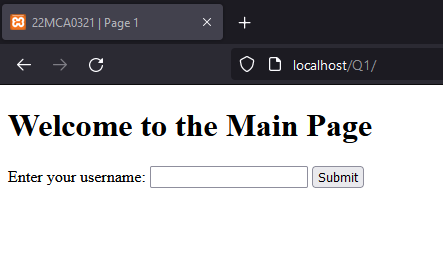 22MCA0321 | Page 1
localhost/Q1/
Welcome to the Main Page
Enter your username: Submit